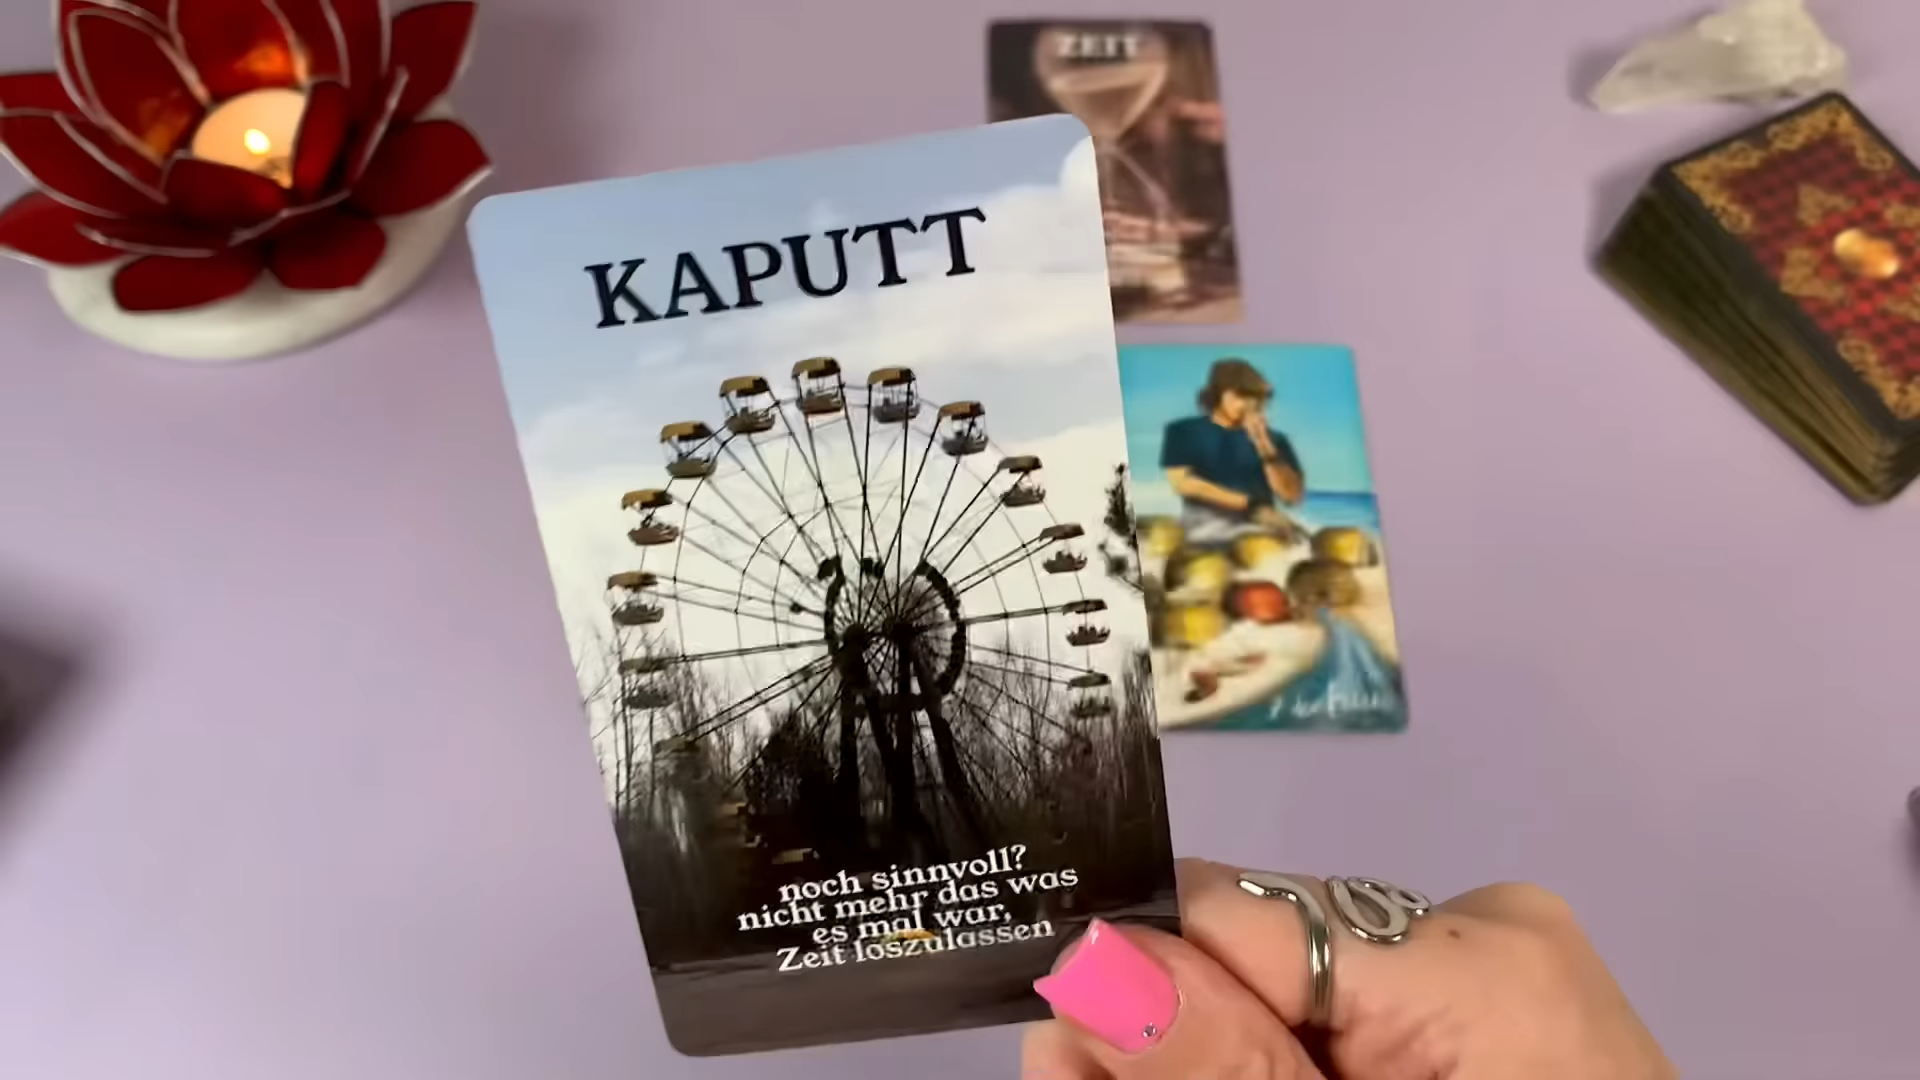 ZEIT
KAPUTT
noch sinnvoll?
nicht mehr das was
es mal war,
Zeit loszulassen